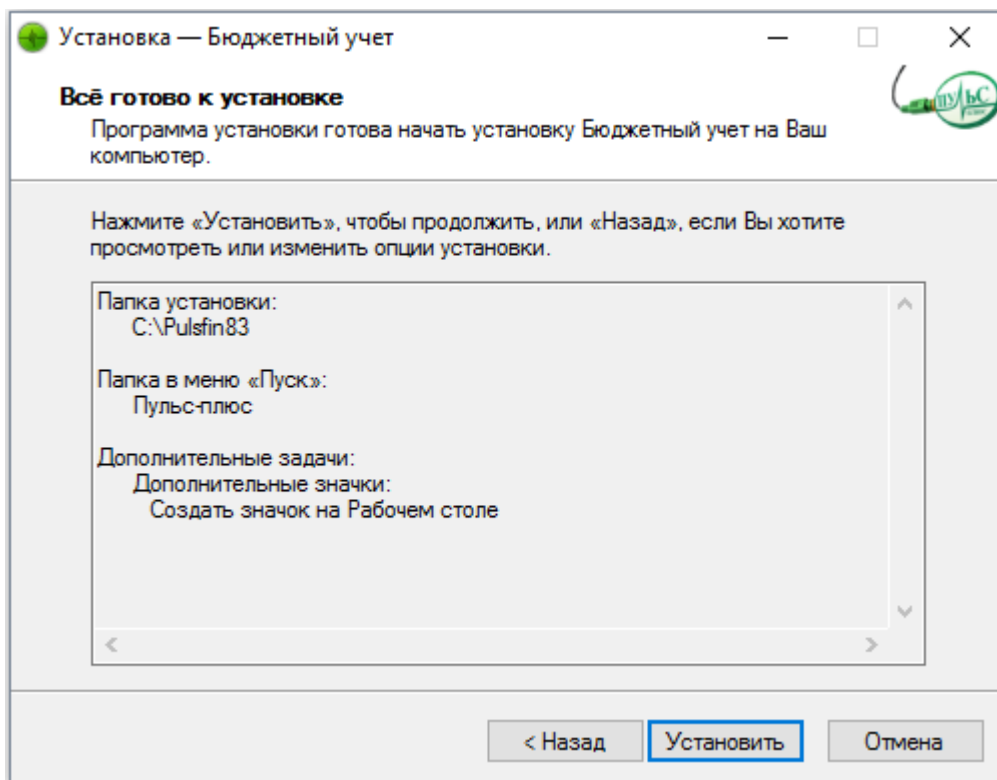 Установка — Бюджетный учет
Всё готово к установке
Программа установки готова начать установку Бюджетный учет на Ваш
компьютер.
ПУЛЬС
Нажмите «Установить», чтобы продолжить, или «Назад», если Вы хотите
просмотреть или изменить опции установки.
Папка установки:
C:\Pulsfin83
Папка в меню «Пуск»:
Пульс-плюс
Дополнительные задачи:
Дополнительные значки:
Создать значок на Рабочем столе
< Назад
Установить
Отмена